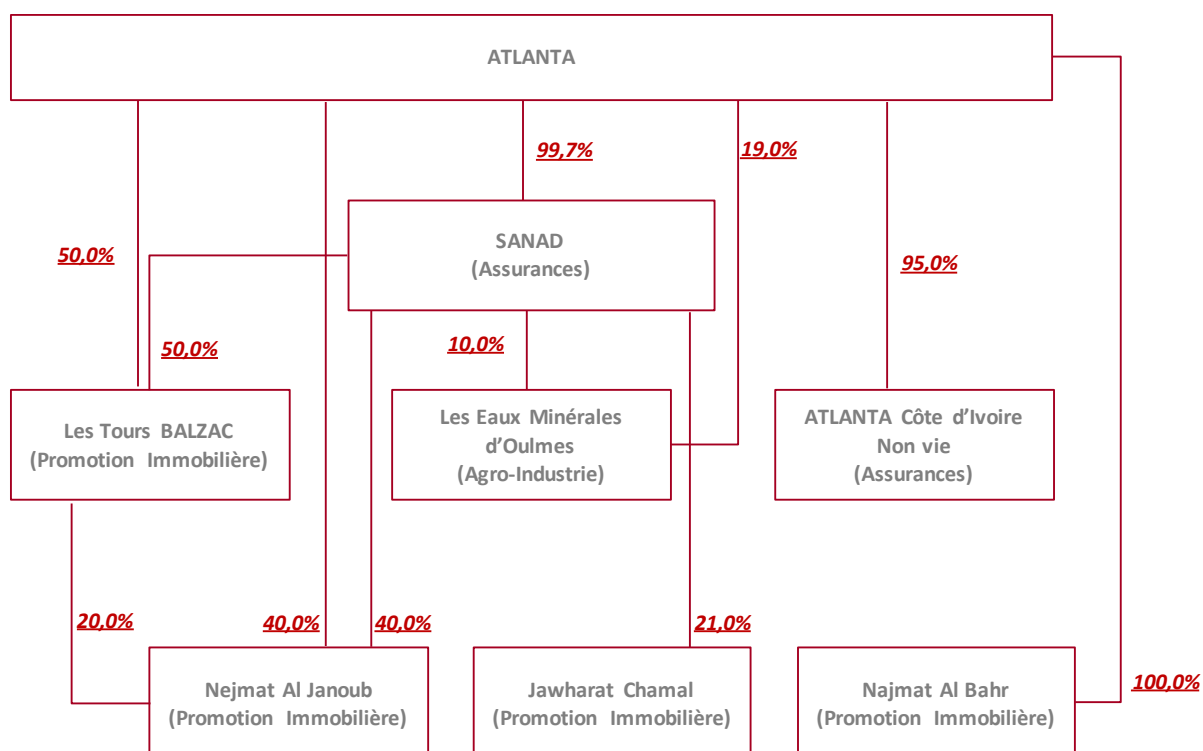 ATLANTA
99,7%
19,0%
SANAD
(Assurances)
50,0%
95,0%
50,0%
10,0%
Les Tours BALZAC
(Promotion Immobilière)
Les Eaux Minérales
d’Oulmes
(Agro-Industrie)
ATLANTA Côte d’Ivoire
Non vie
(Assurances)
20,0%
40,0%
40,0%
21,0%
Nejmat Al Janoub
(Promotion Immobilière)
Jawharat Chamal
(Promotion Immobilière)
Najmat Al Bahr
(Promotion Immobilière)
100,0%